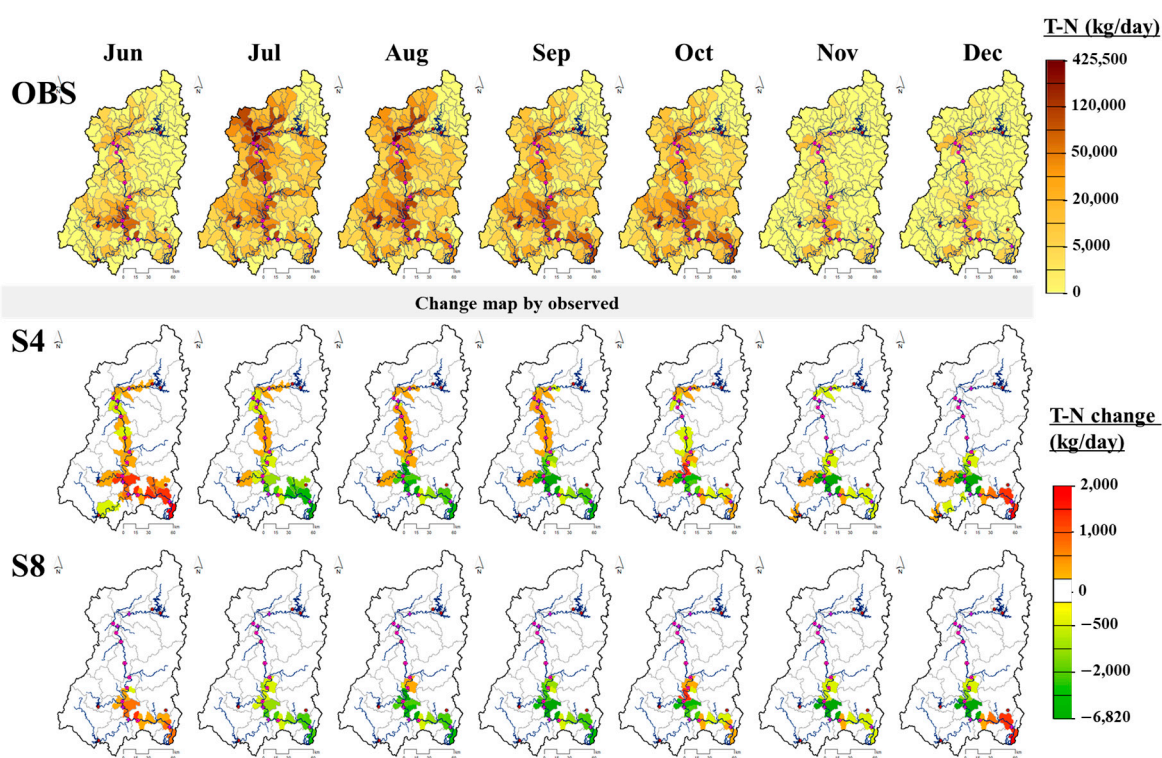 T-N (kg/day)
Jun Jul Aug Sep Oct Nov Dec
OBS
425,500
120,000
50,000
20,000
5,000
0
Change map by observed
S4
T-N change
(kg/day)
2,000
1,000
0
−500
−2,000
−6,820
S8